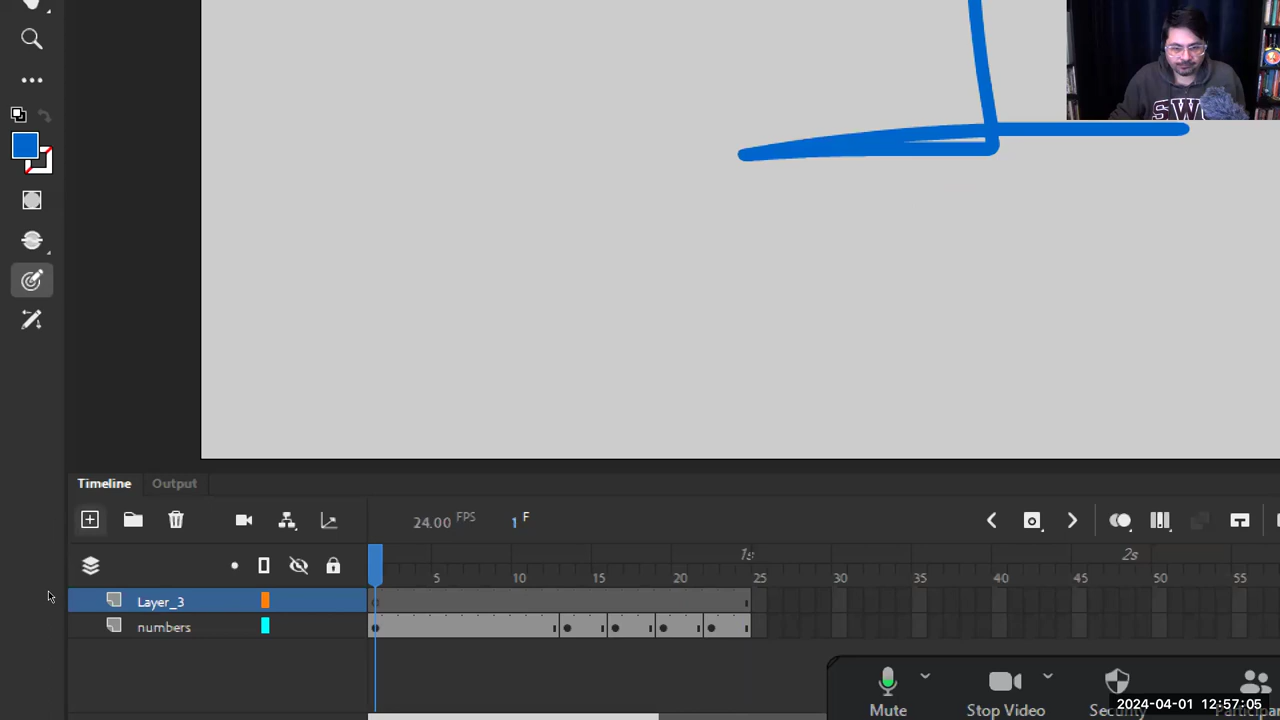 SWO
Timeline Output
24.00 FPS 1 F
1s 2s
5 10 15 20 25 30 35 40 45 50 55
Layer_3
numbers
Mute Stop Video
2024-04-01 12:57:05